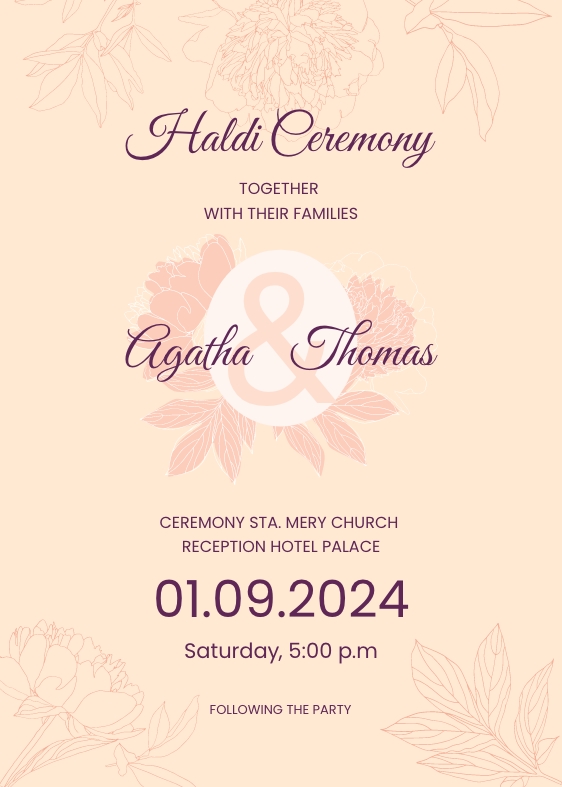 Haldi Ceremony
TOGETHER
WITH THEIR FAMILIES
&
Agatha Thomas
CEREMONY STA. MERY CHURCH
RECEPTION HOTEL PALACE
01.09.2024
Saturday, 5:00 p.m
FOLLOWING THE PARTY